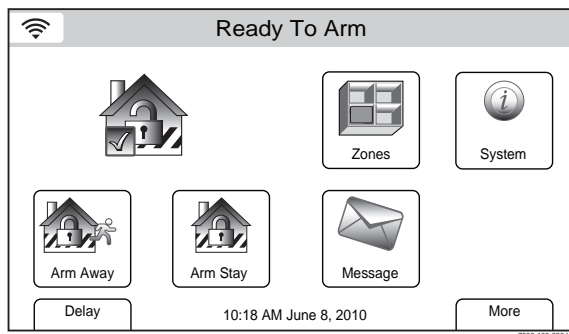 Ready To Arm
Zones
System
Arm Away
Arm Stay
Message
Delay
10:18 AM June 8, 2010
More